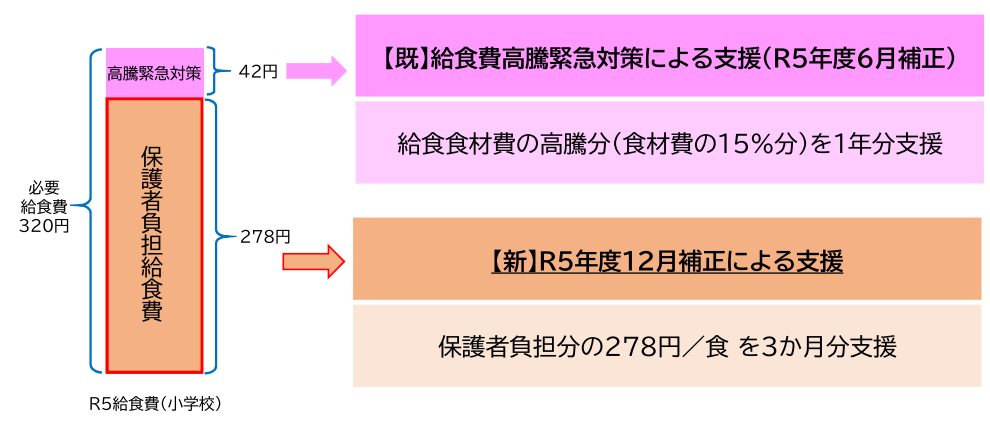 高騰緊急対策
42円
保護者負担給食費
必要
給食費
320円
278円
R5給食費（小学校）
【既】給食費高騰緊急対策による支援（R5年度6月補正）
給食食材費の高騰分（食材費の15％分）を1年分支援
【新】R5年度12月補正による支援
保護者負担分の278円／食 を3か月分支援